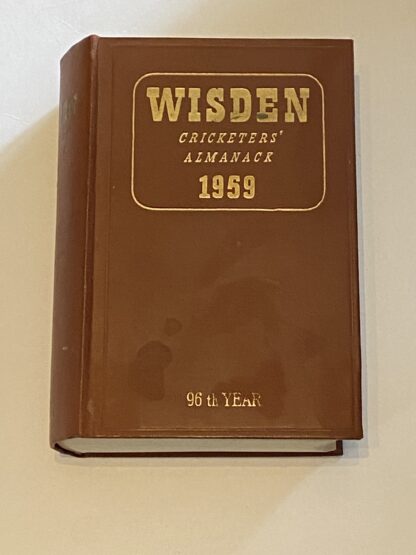 WISDEN
CRICKETERS'
ALMANACK
1959
96 th YEAR